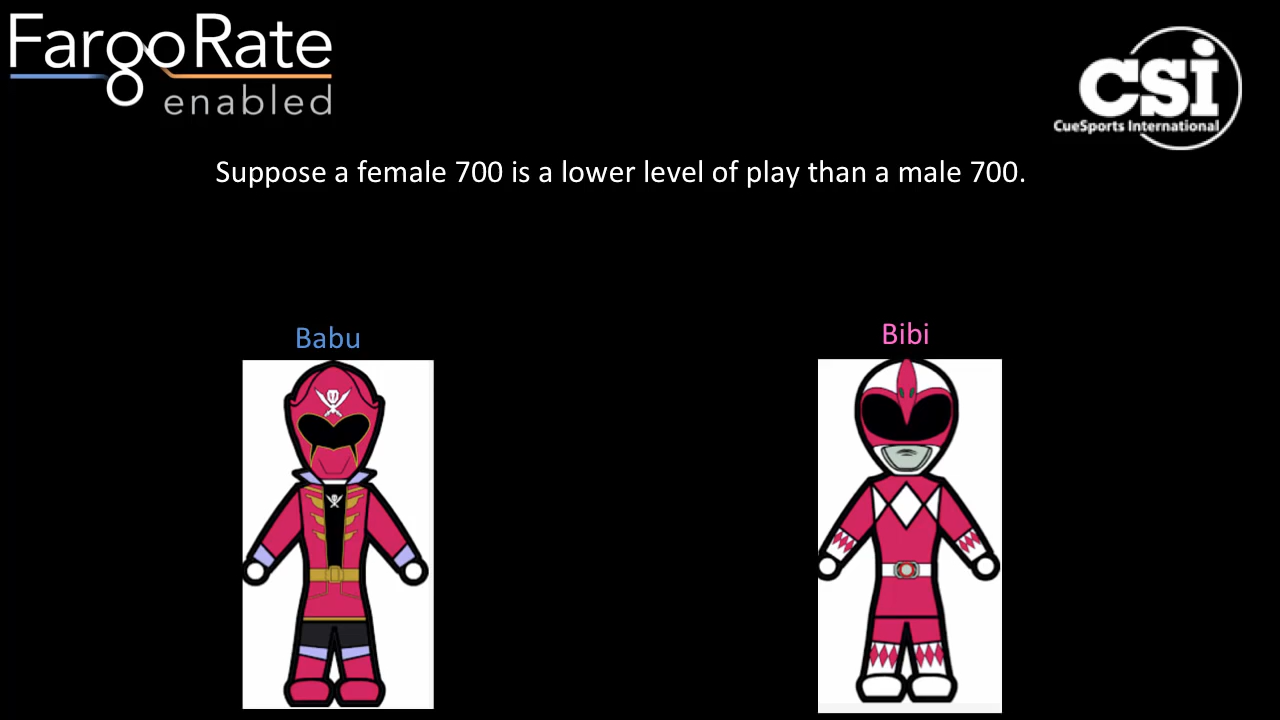 FargoRate
enabled
CSi
CueSports International
Suppose a female 700 is a lower level of play than a male 700.
Babu
Bibi